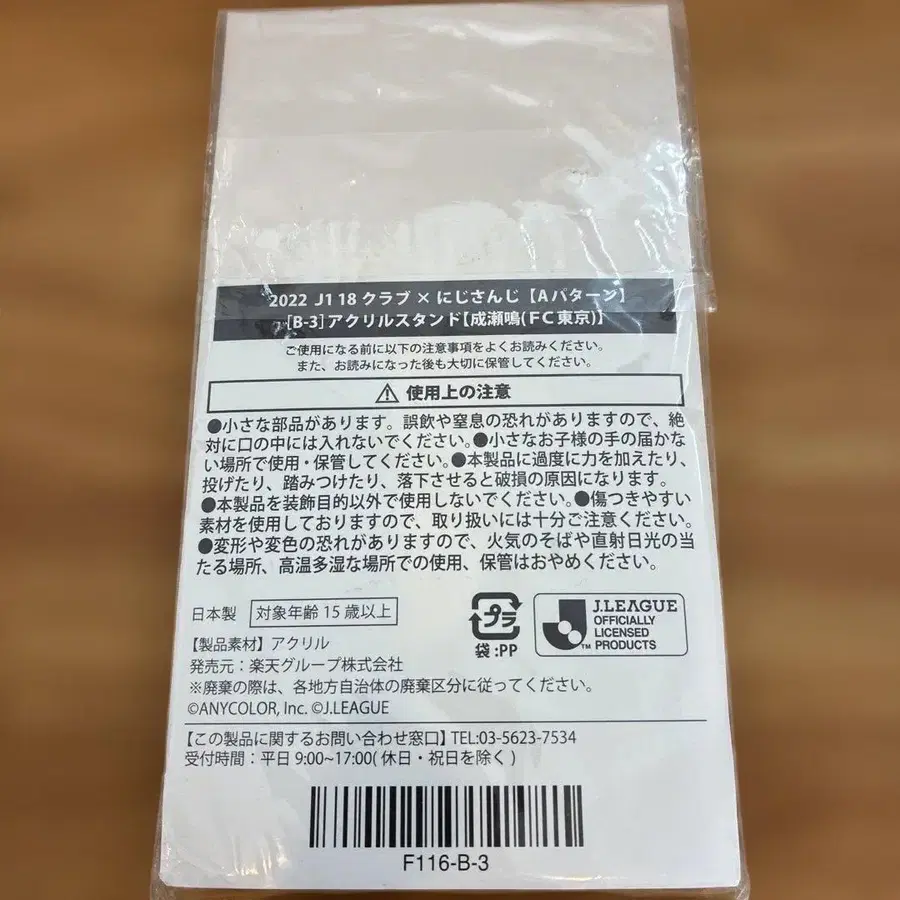 2022 J1 18クラブ × にじさんじ【Aパターン】
[B-3]アクリルスタンド【成瀬鳴(FC東京)】
ご使用になる前に以下の注意事項をよくお読みください。
また、お読みになった後も大切に保管してください。
使用上の注意
●小さな部品があります。誤飲や窒息の恐れがありますので、絶
対に口の中には入れないでください。●小さなお子様の手の届かな
い場所で使用・保管してください。●本製品に過度に力を加えたり、
投げたり、踏みつけたり、落下させると破損の原因になります。
●本製品を装飾目的以外で使用しないでください。●傷つきやすい
素材を使用しておりますので、取り扱いには十分ご注意ください。
●変形や変色の恐れがありますので、火気のそばや直射日光の当
たる場所、高温多湿な場所での使用、保管はおやめください。
日本製 対象年齢15歳以上
【製品素材】アクリル
発売元:楽天グループ株式会社
※廃棄の際は、各地方自治体の廃棄区分に従ってください。
©ANYCOLOR, Inc. ©J.LEAGUE
プラ
袋:PP
J.LEAGUE
OFFICIALLY
LICENSED
PRODUCTS
TM
【この製品に関するお問い合わせ窓口】TEL:03-5623-7534
受付時間:平日9:00~17:00(休日・祝日を除く)
F116-B-3